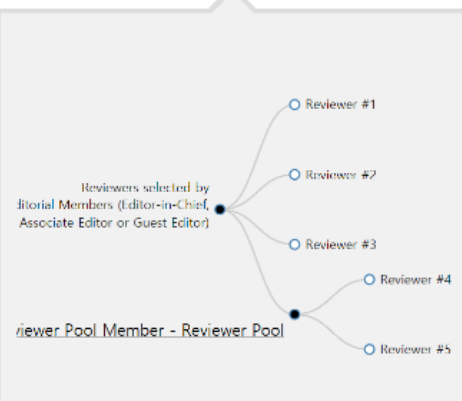 Reviewer #1
Reviewer #2
Reviewers selected by
ditorial Members (Editor-in-Chief,
Associate Editor or Guest Editor)
Reviewer #3
Reviewer #4
viewer Pool Member - Reviewer Pool
Reviewer #5